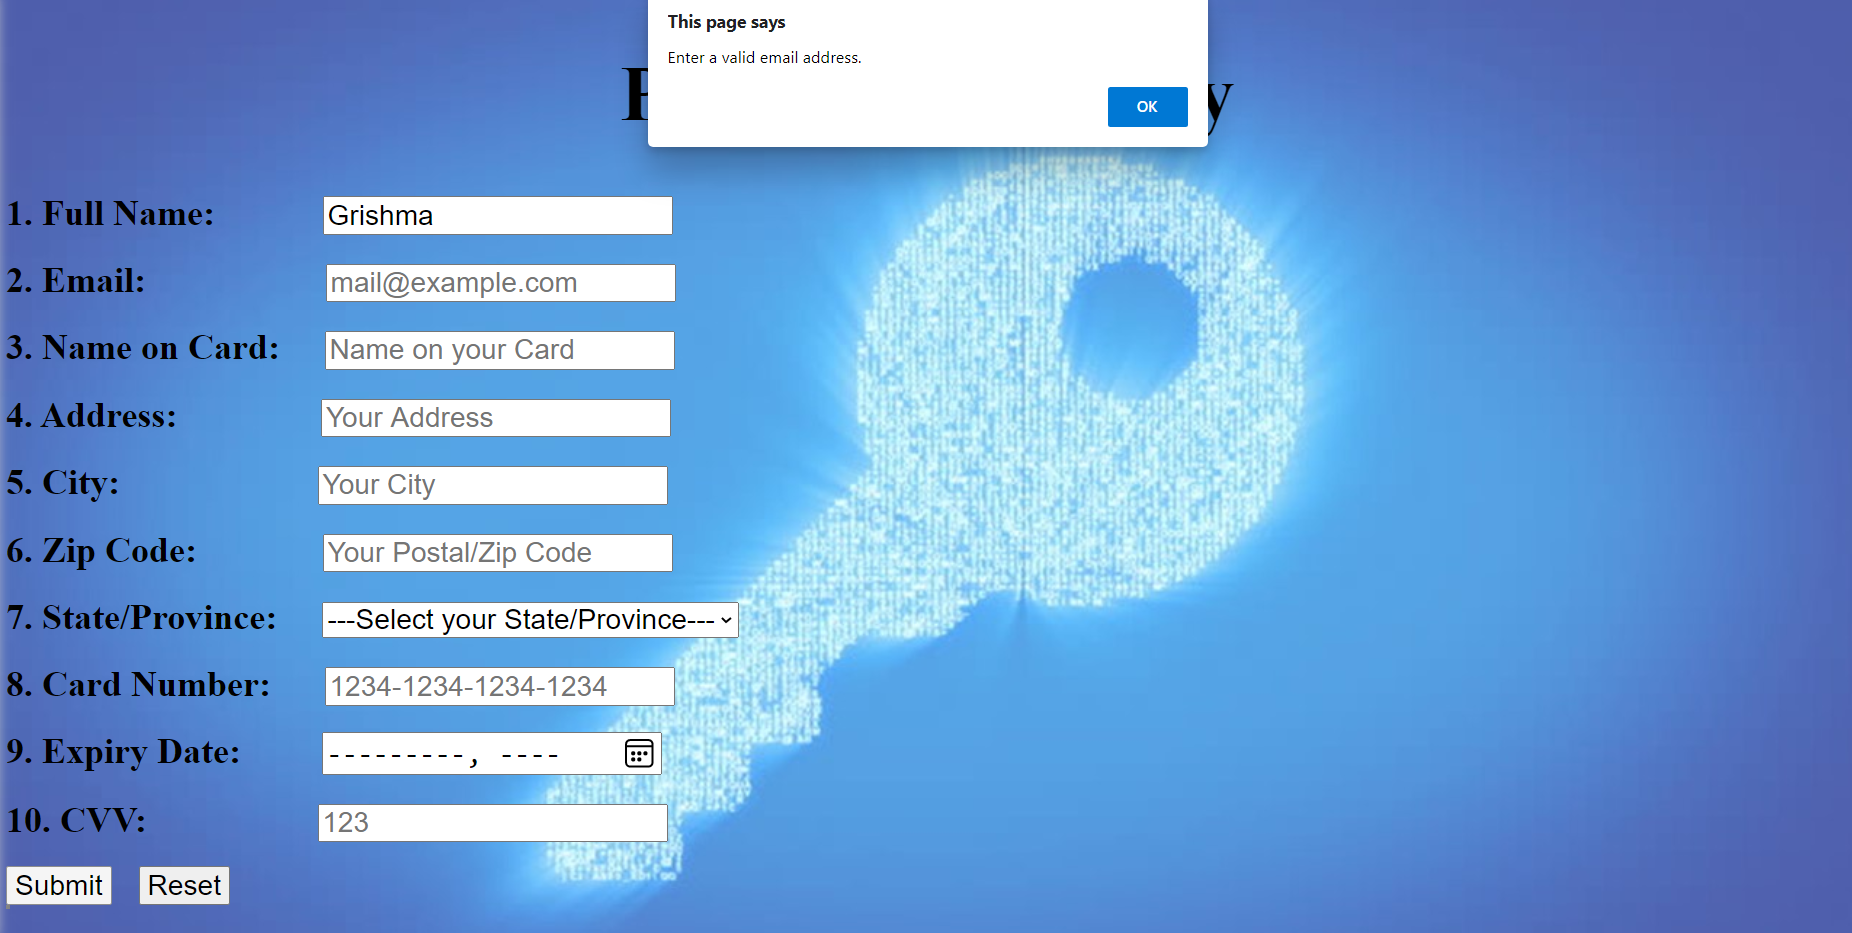 This page says
Enter a valid email address.
OK
1. Full Name: Grishma
2. Email: mail@example.com
3. Name on Card: Name on your Card
4. Address: Your Address
5. City: Your City
6. Zip Code: Your Postal/Zip Code
7. State/Province: ---Select your State/Province---
8. Card Number: 1234-1234-1234-1234
9. Expiry Date: ---------, ----
10. CVV: 123
Submit Reset